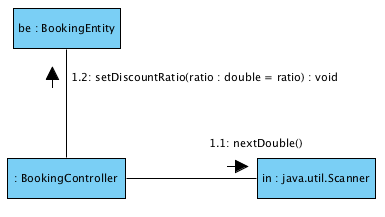 be : BookingEntity
1.2: setDiscountRatio(ratio : double = ratio) : void
1.1: nextDouble()
: BookingController
in : java.util.Scanner